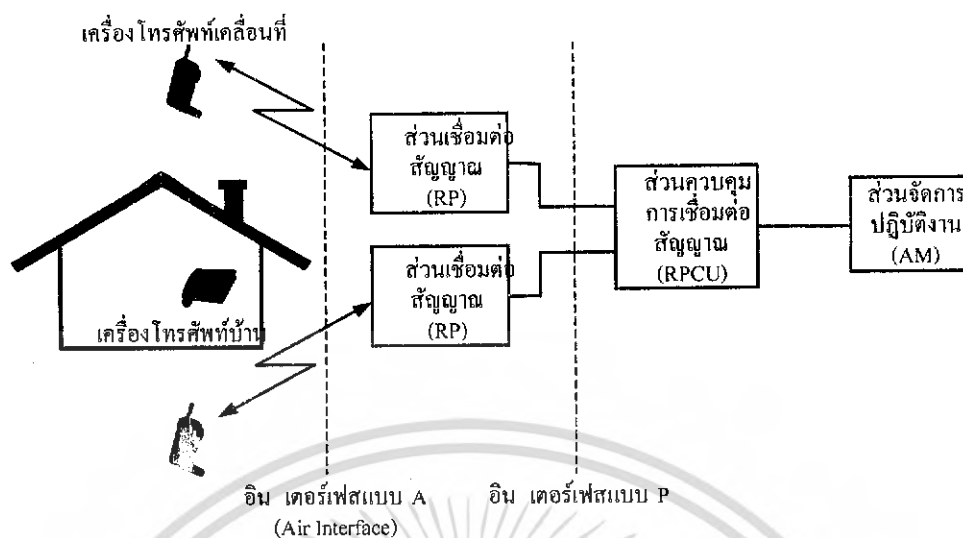 เครื่องโทรศัพท์เคลื่อนที่
ส่วนเชื่อมต่อ
สัญญาณ
(RP)
ส่วนเชื่อมต่อ
สัญญาณ
(RP)
ส่วนควบคุม
การเชื่อมต่อ
สัญญาณ
(RPCU)
ส่วนจัดการ
ปฎิบัติงาน
(AM)
เครื่องโทรศัพท์บ้าน
อิม เตอร์เฟสแบบ A
(Air Interface)
อิม เตอร์เฟสแบบ P